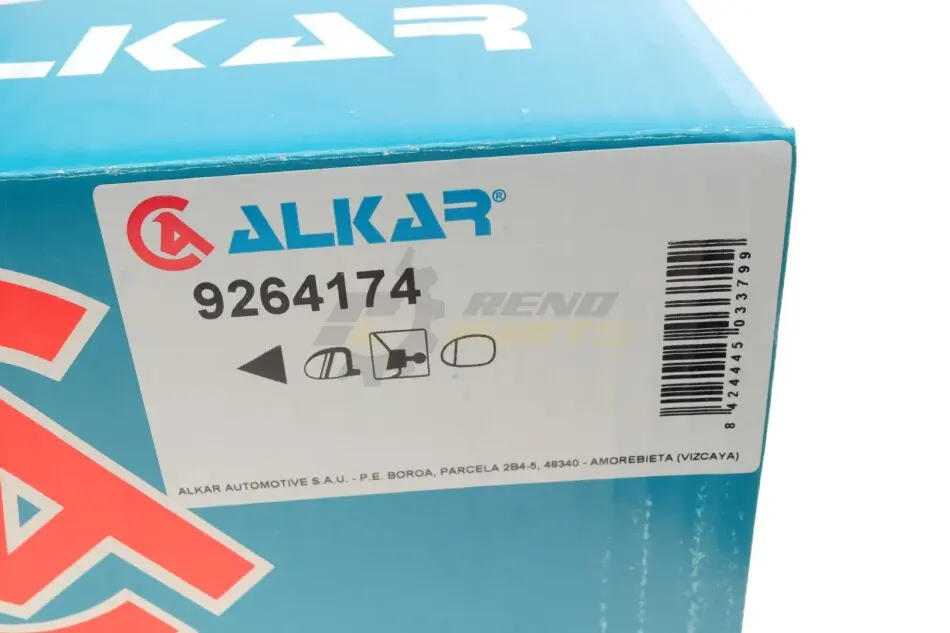 ALKAR
ALKAR®
9264174
RENO
PARTS
8 424445 033799
ALKAR AUTOMOTIVE S.A.U. - P.E. BOROA, PARCELA 2B4-5, 48340 - AMOREBIETA (VIZCAYA)